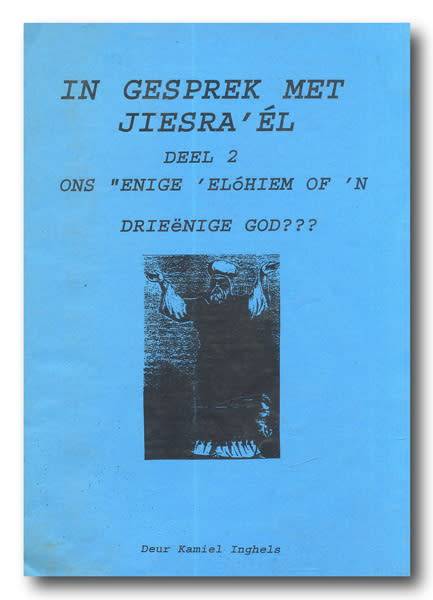 IN GESPREK MET
JIESRA'ÉL
DEEL 2
ONS "ENIGE 'ELóHIEM OF 'N
DRIEëNIGE GOD???
Deur Kamiel Inghels